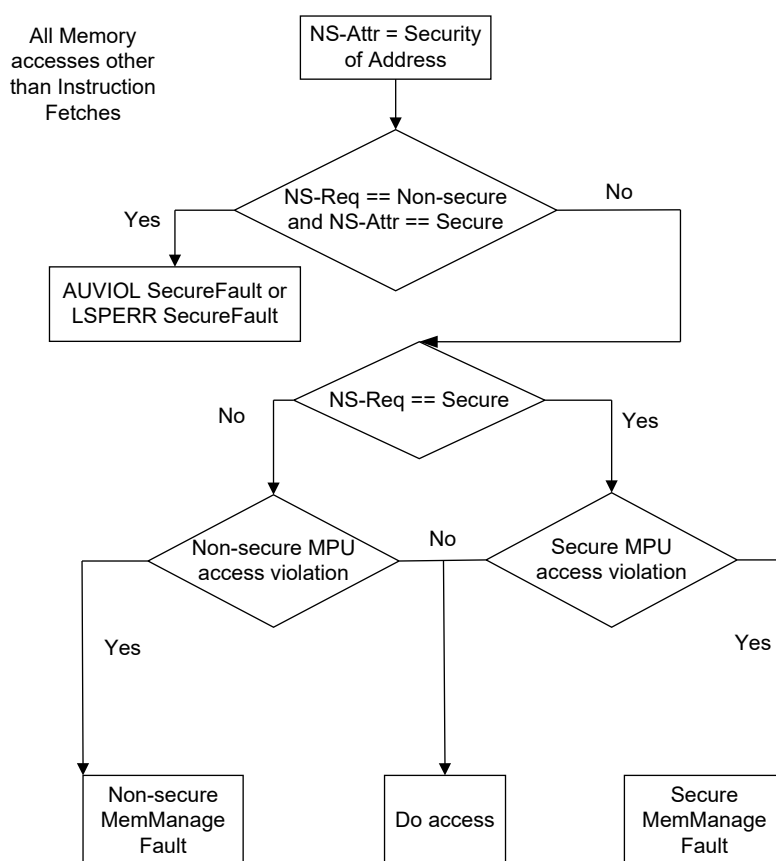 All Memory
accesses other
than Instruction
Fetches
NS-Attr = Security
of Address
NS-Req == Non-secure
and NS-Attr == Secure
Yes
No
AUVIOL SecureFault or
LSPERR SecureFault
NS-Req == Secure
No
Yes
Non-secure MPU
access violation
No
Secure MPU
access violation
Yes
Yes
Non-secure
MemManage
Fault
Do access
Secure
MemManage
Fault